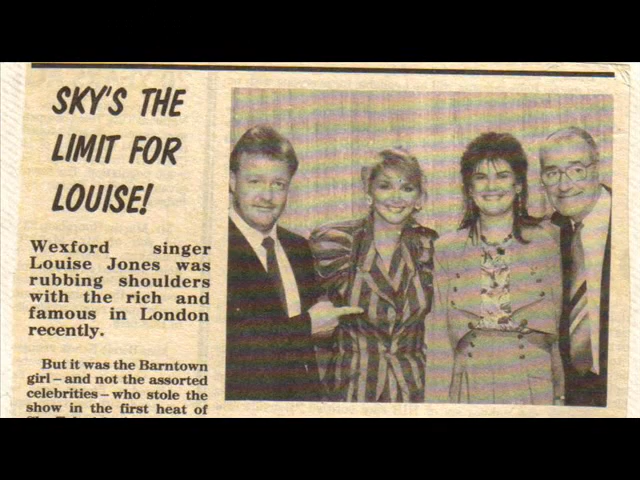 SKY'S THE
LIMIT FOR
LOUISE!
Wexford singer
Louise Jones was
rubbing shoulders
with the rich and
famous in London
recently.
But it was the Barntown
girl – and not the assorted
celebrities – who stole the
show in the first heat of